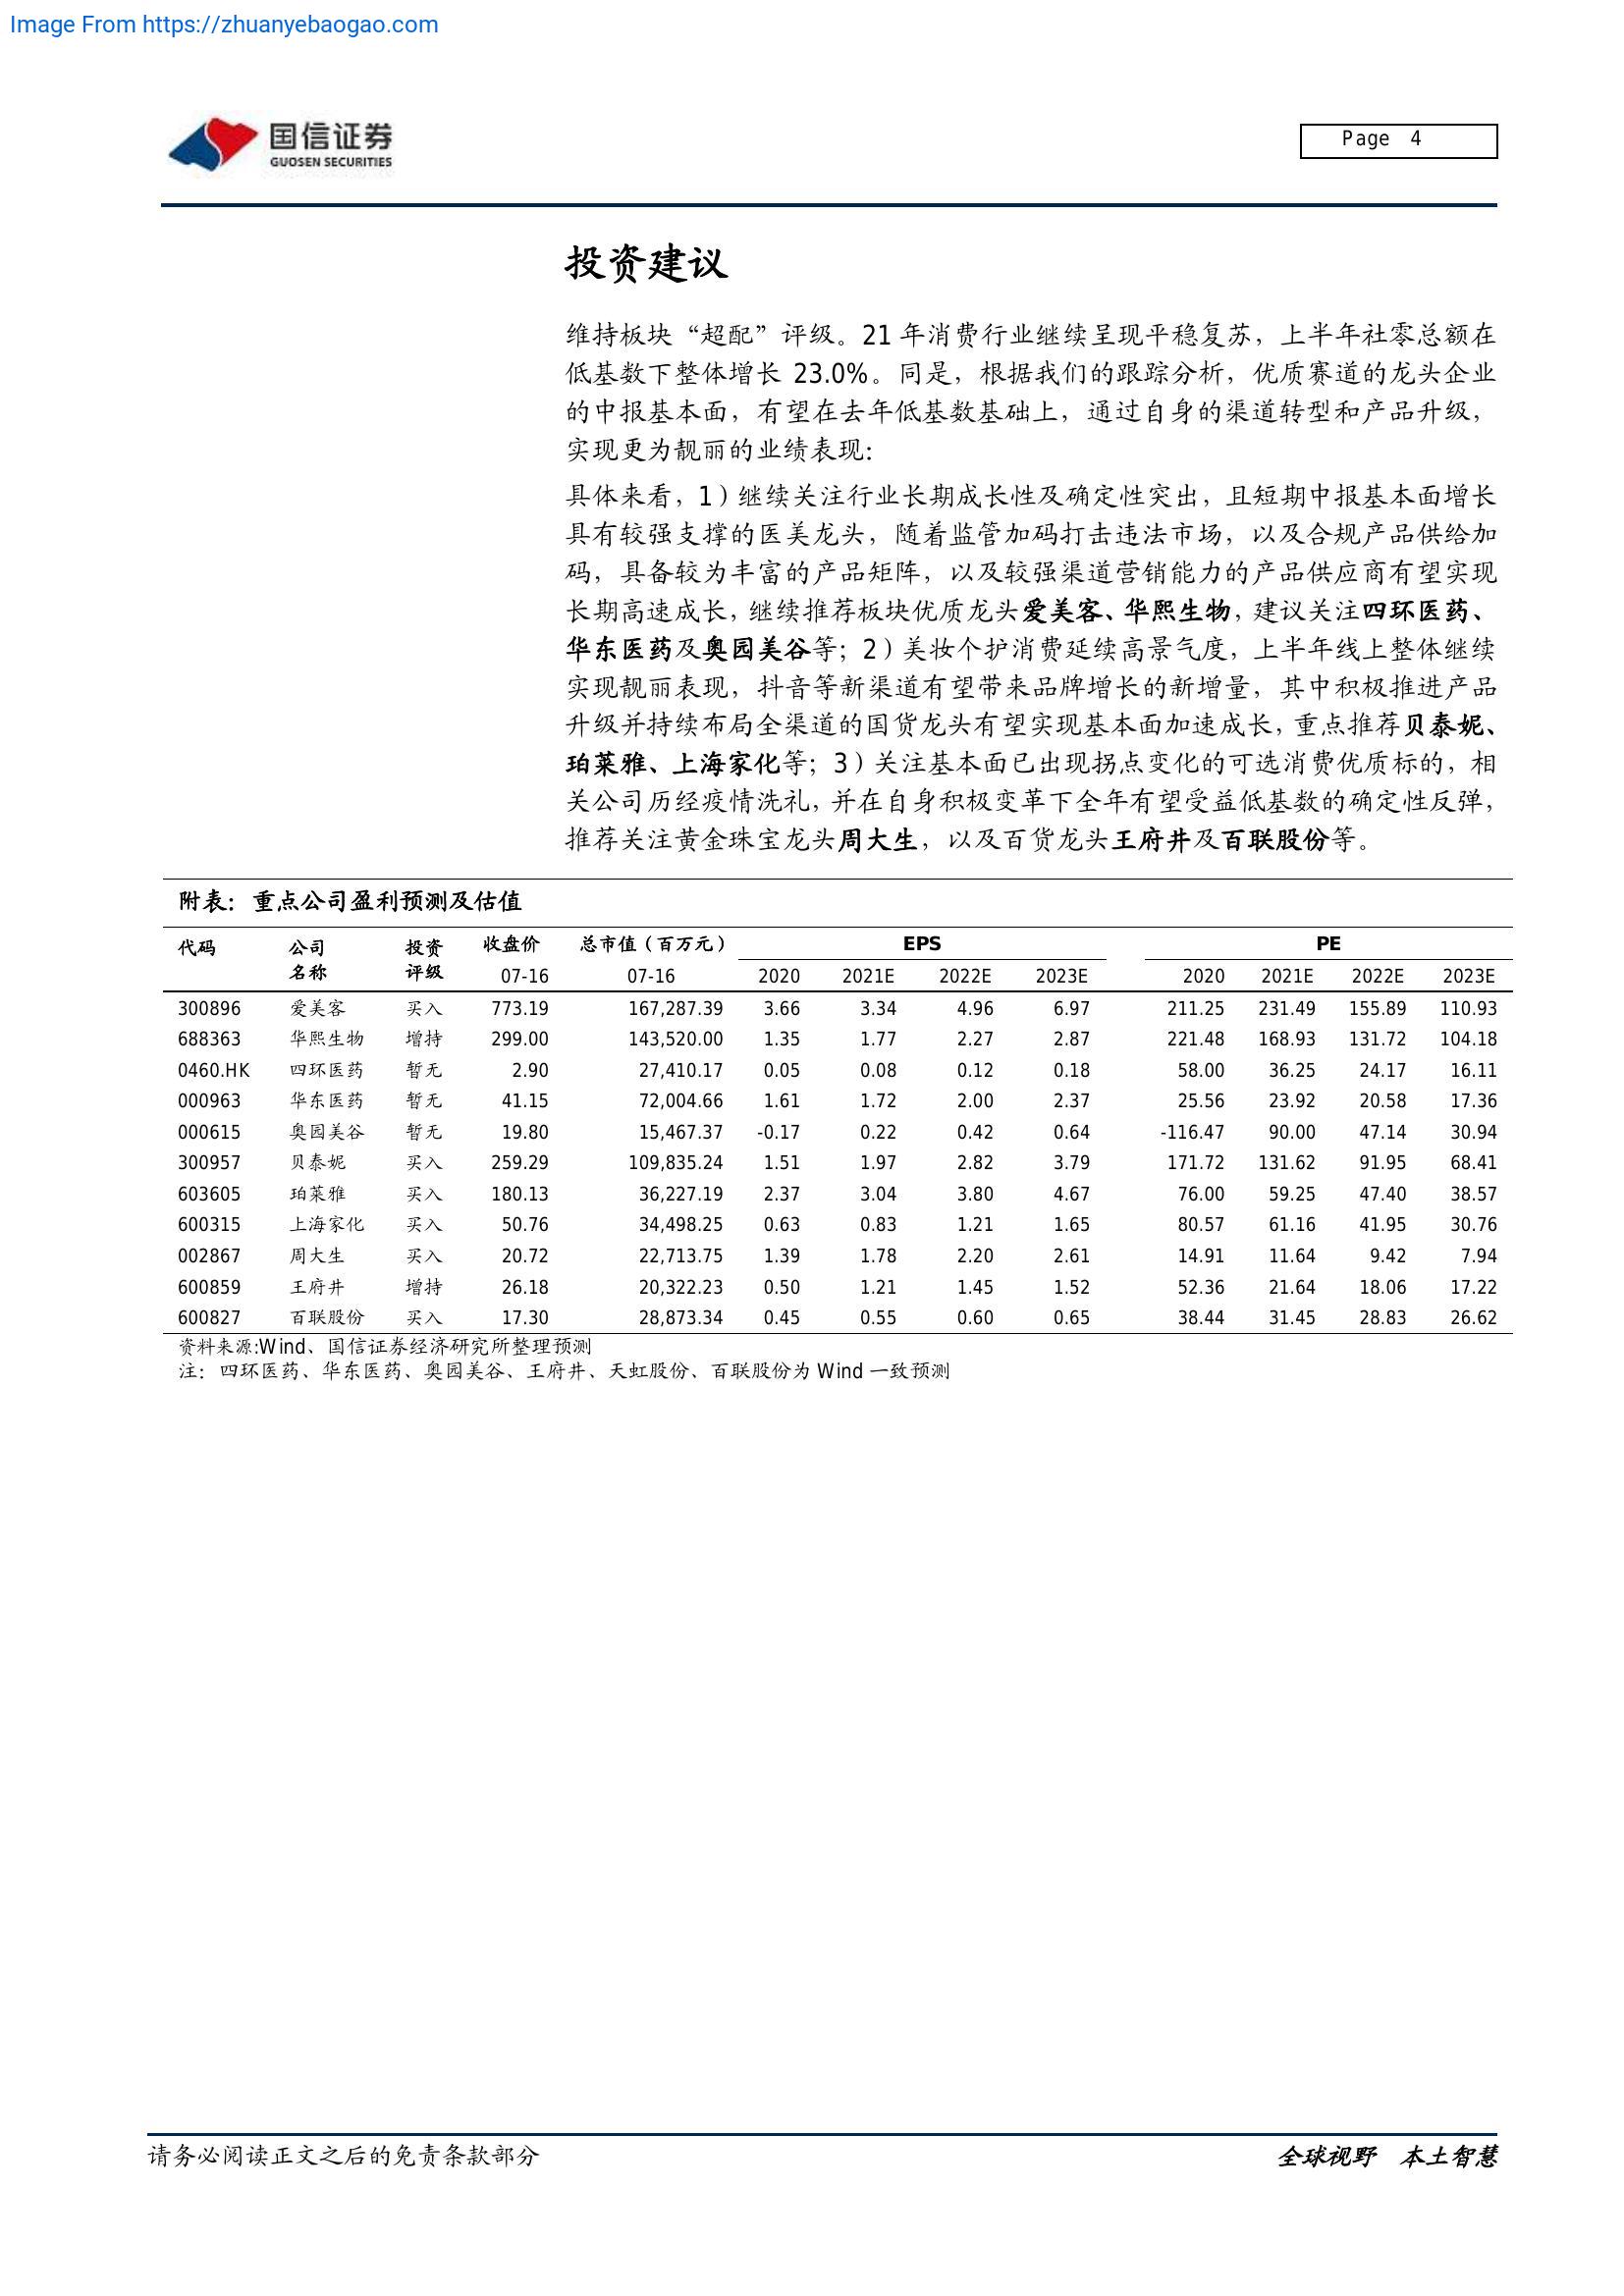 Image From https://zhuanyebaogao.com
国信证券
GUOSEN SECURITIES
Page 4
投资建议
维持板块“超配”评级。21 年消费行业继续呈现平稳复苏，上半年社零总额在
低基数下整体增长 23.0%。同是，根据我们的跟踪分析，优质赛道的龙头企业
的中报基本面，有望在去年低基数基础上，通过自身的渠道转型和产品升级，
实现更为靓丽的业绩表现：
具体来看，1）继续关注行业长期成长性及确定性突出，且短期中报基本面增长
具有较强支撑的医美龙头，随着监管加码打击违法市场，以及合规产品供给加
码，具备较为丰富的产品矩阵，以及较强渠道营销能力的产品供应商有望实现
长期高速成长，继续推荐板块优质龙头爱美客、华熙生物，建议关注四环医药、
华东医药及奥园美谷等；2）美妆个护消费延续高景气度，上半年线上整体继续
实现靓丽表现，抖音等新渠道有望带来品牌增长的新增量，其中积极推进产品
升级并持续布局全渠道的国货龙头有望实现基本面加速成长，重点推荐贝泰妮、
珀莱雅、上海家化等；3）关注基本面已出现拐点变化的可选消费优质标的，相
关公司历经疫情洗礼，并在自身积极变革下全年有望受益低基数的确定性反弹，
推荐关注黄金珠宝龙头周大生，以及百货龙头王府井及百联股份等。
附表：重点公司盈利预测及估值
代码 公司 投资 收盘价 总市值（百万元） EPS PE
名称 评级 07-16 07-16 2020 2021E 2022E 2023E 2020 2021E 2022E 2023E
300896 爱美客 买入 773.19 167,287.39 3.66 3.34 4.96 6.97 211.25 231.49 155.89 110.93
688363 华熙生物 增持 299.00 143,520.00 1.35 1.77 2.27 2.87 221.48 168.93 131.72 104.18
0460.HK 四环医药 暂无 2.90 27,410.17 0.05 0.08 0.12 0.18 58.00 36.25 24.17 16.11
000963 华东医药 暂无 41.15 72,004.66 1.61 1.72 2.00 2.37 25.56 23.92 20.58 17.36
000615 奥园美谷 暂无 19.80 15,467.37 -0.17 0.22 0.42 0.64 -116.47 90.00 47.14 30.94
300957 贝泰妮 买入 259.29 109,835.24 1.51 1.97 2.82 3.79 171.72 131.62 91.95 68.41
603605 珀莱雅 买入 180.13 36,227.19 2.37 3.04 3.80 4.67 76.00 59.25 47.40 38.57
600315 上海家化 买入 50.76 34,498.25 0.63 0.83 1.21 1.65 80.57 61.16 41.95 30.76
002867 周大生 买入 20.72 22,713.75 1.39 1.78 2.20 2.61 14.91 11.64 9.42 7.94
600859 王府井 增持 26.18 20,322.23 0.50 1.21 1.45 1.52 52.36 21.64 18.06 17.22
600827 百联股份 买入 17.30 28,873.34 0.45 0.55 0.60 0.65 38.44 31.45 28.83 26.62
资料来源:Wind、国信证券经济研究所整理预测
注：四环医药、华东医药、奥园美谷、王府井、天虹股份、百联股份为 Wind 一致预测
请务必阅读正文之后的免责条款部分
全球视野 本土智慧